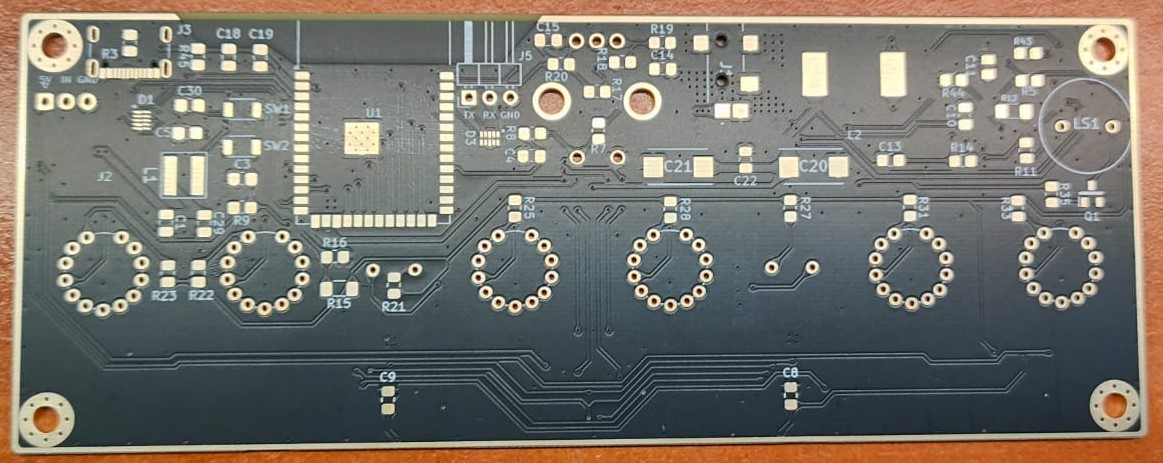 J3
R3
R45
C18
C19
C15
R19
R18
J5
R20
C14
R17
J4
R43
C11
R5
R44
5V IN GND
D1
C30
SW1
U1
TX RX GND
R12
C10
LS1
C5
SW2
D3
R8
C4
R7
L2
J2
L1
C3
C21
C22
C20
C13
R14
R11
R9
C1
C29
R25
R28
R27
R31
R33
R35
Q1
R16
R23
R22
R15
R21
C9
C8